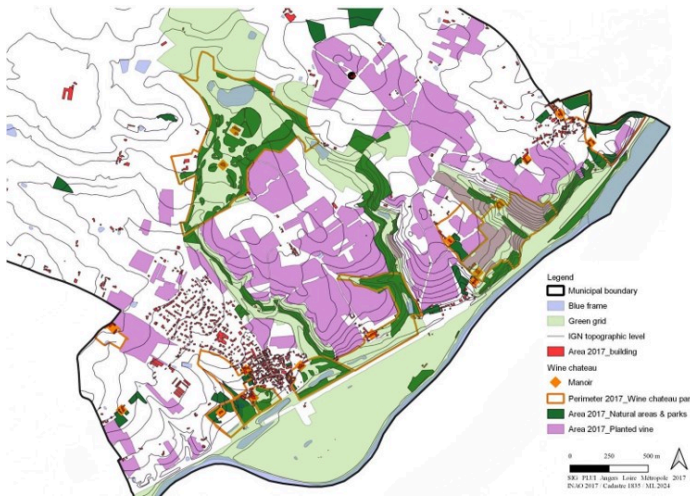 Legend
Municipal boundary
Blue frame
Green grid
IGN topographic level
Area 2017_building
Wine chateau
Manoir
Perimeter 2017_Wine chateau par
Area 2017_Natural areas & parks
Area 2017_Planted vine
0 250 500 m
SIG PLUI Angers Loire Métropole 2017
INAO 2017 / Cadastre 1835 / ML 2024